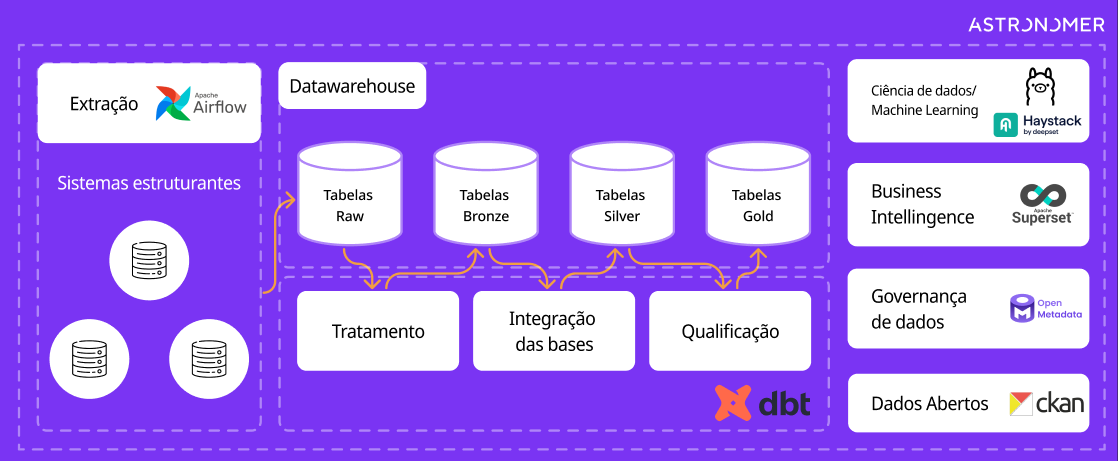 ASTRONOMER
Extração
Apache
Airflow
Sistemas estruturantes
Datawarehouse
Tabelas
Raw
Tabelas
Bronze
Tabelas
Silver
Tabelas
Gold
Tratamento
Integração
das bases
Qualificação
dbt
Ciência de dados/
Machine Learning
Haystack
by deepset
Business
Intellingence
Apache
Superset
Governança
de dados
Open
Metadata
Dados Abertos
ckan